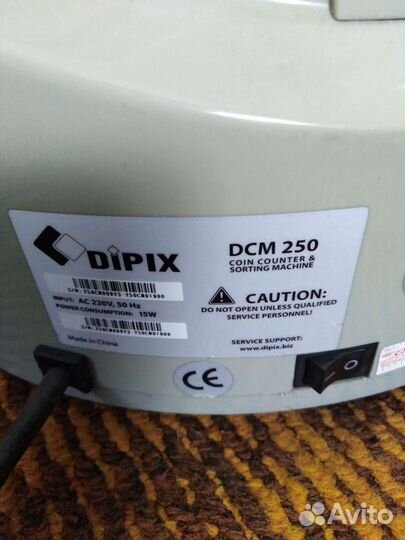 DiPIX
DCM 250
COIN COUNTER &
SORTING MACHINE
INPUT: AC 220V, 50 Hz
POWER CONSUMPTION: 15W
CAUTION:
DO NOT OPEN UNLESS QUALIFIED
SERVICE PERSONNEL!
Made in China
SERVICE SUPPORT:
www.dipix.biz
CE
Avito